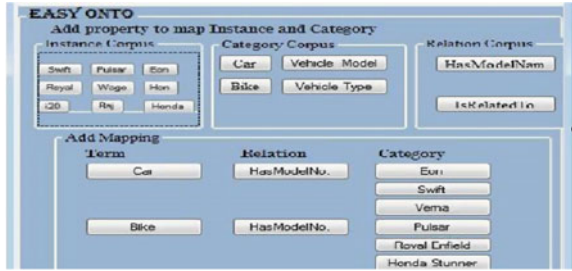 EASY ONTO
Add property to map Instance and Category
Instance Corpus
Swift Pulsar Eon
Royal Wage Hon
i20 Raj Honda
Category Corpus
Car Vehicle Model
Bike Vehicle Type
Relation Corpus
HasModelNam
IsRelatedTo
Add Mapping
Term Relation Category
Car HasModelNo. Eon
Swift
Verna
Bike HasModelNo. Pulsar
Royal Enfield
Honda Stunner